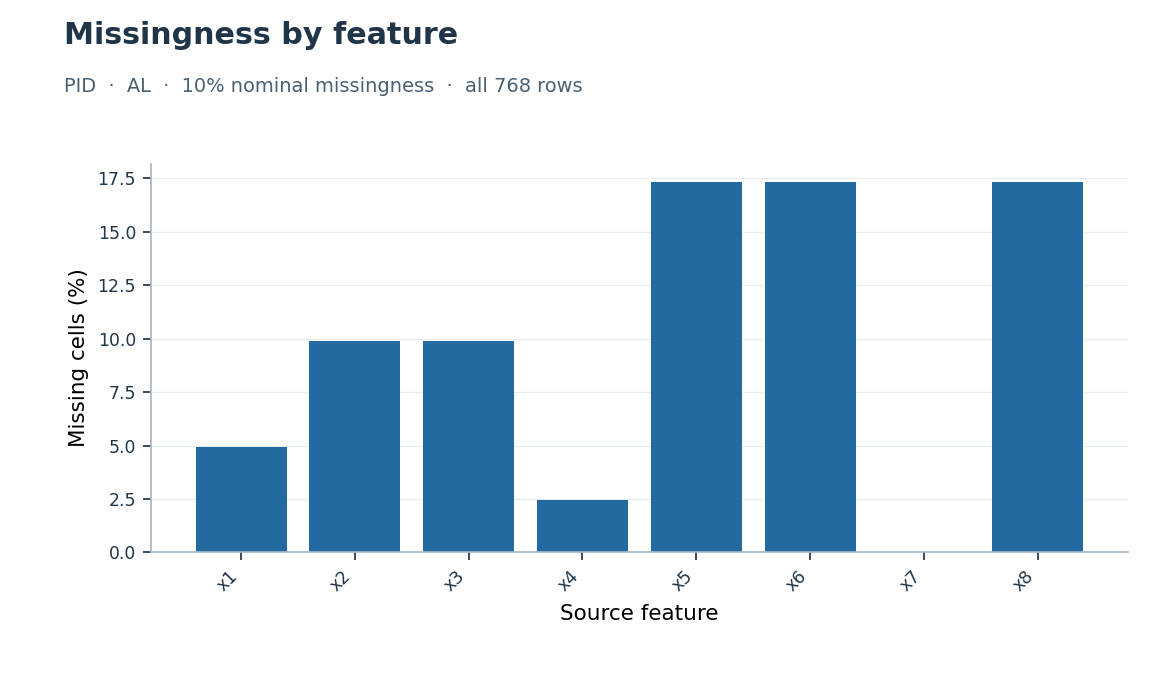 Missingness by feature
PID · AL · 10% nominal missingness · all 768 rows
Missing cells (%)
17.5
15.0
12.5
10.0
7.5
5.0
2.5
0.0
x1 x2 x3 x4 x5 x6 x7 x8
Source feature